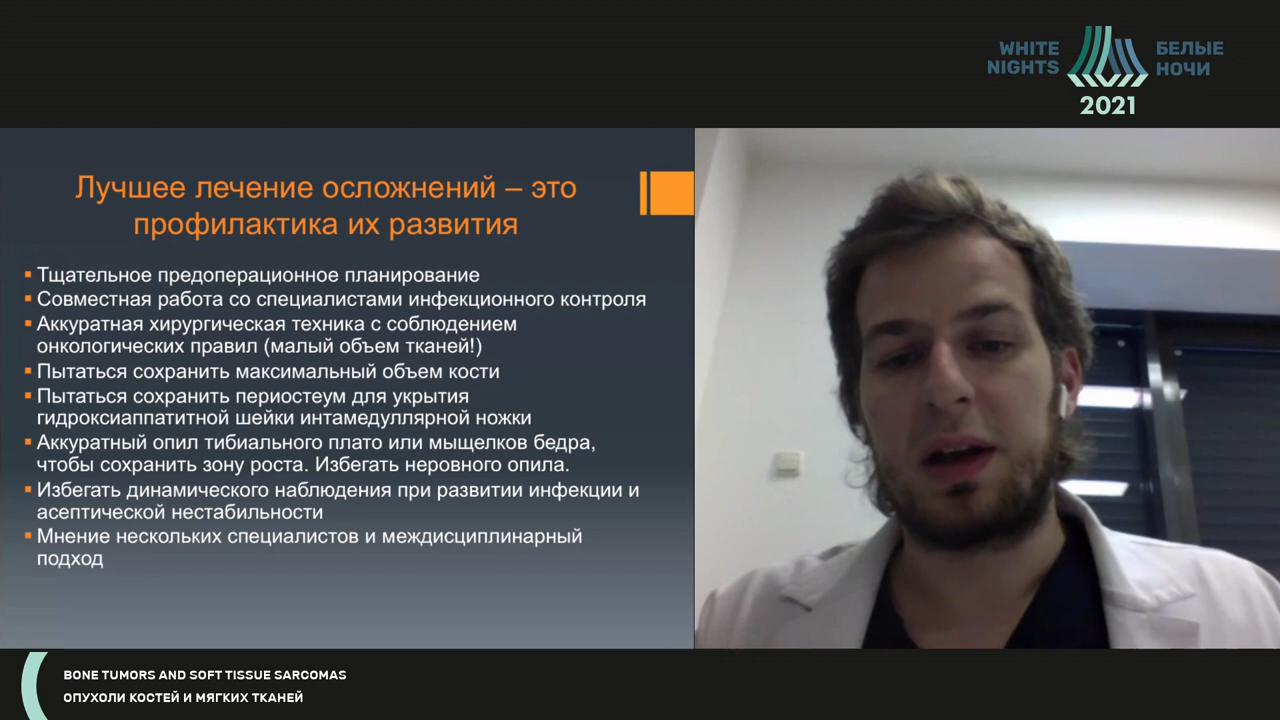 WHITE NIGHTS
БЕЛЫЕ НОЧИ
2021
Лучшее лечение осложнений – это
профилактика их развития
Тщательное предоперационное планирование
Совместная работа со специалистами инфекционного контроля
Аккуратная хирургическая техника с соблюдением
онкологических правил (малый объем тканей!)
Пытаться сохранить максимальный объем кости
Пытаться сохранить периостеум для укрытия
гидроксиаппатитной шейки интамедуллярной ножки
Аккуратный опил тибиального плато или мыщелков бедра,
чтобы сохранить зону роста. Избегать неровного опила.
Избегать динамического наблюдения при развитии инфекции и
асептической нестабильности
Мнение нескольких специалистов и междисциплинарный
подход
BONE TUMORS AND SOFT TISSUE SARCOMAS
ОПУХОЛИ КОСТЕЙ И МЯГКИХ ТКАНЕЙ